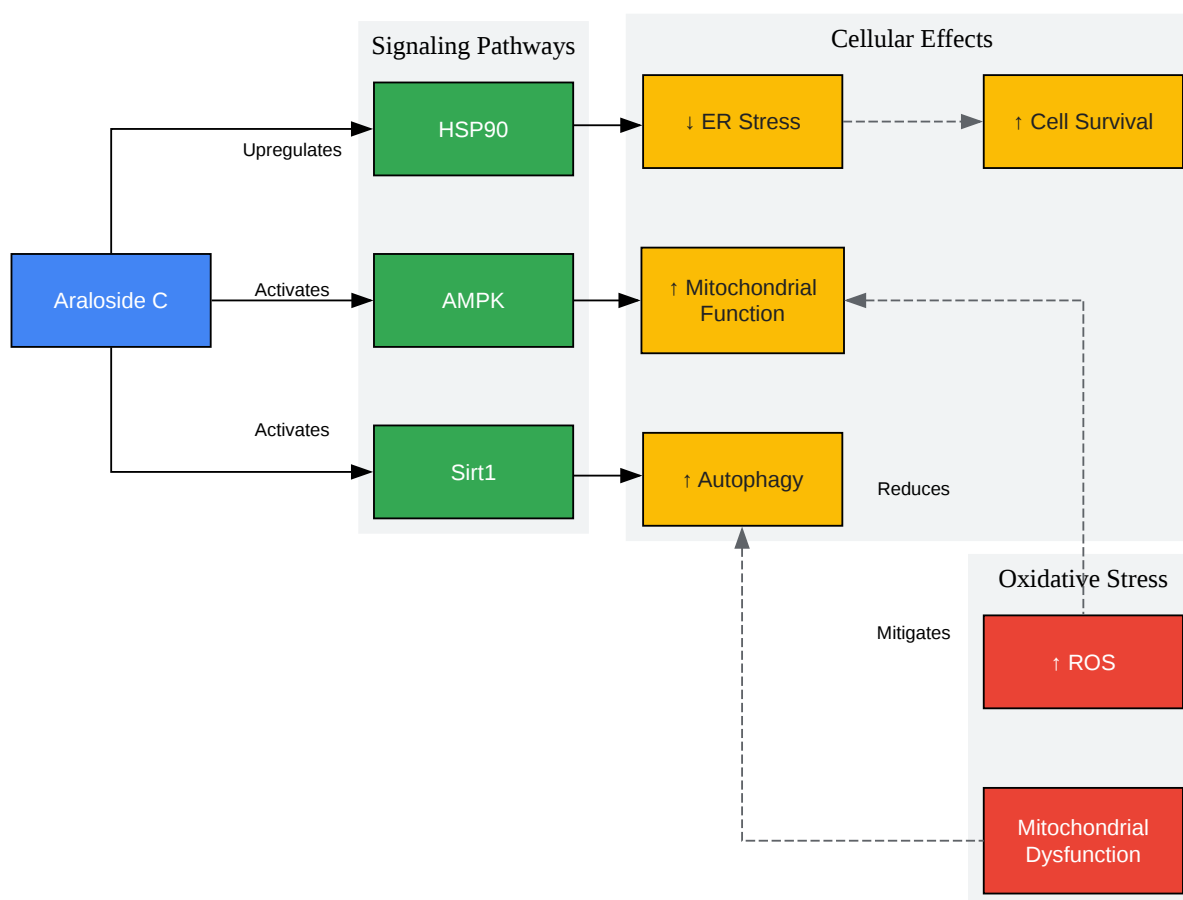 Signaling Pathways
Cellular Effects
HSP90
↓ ER Stress
↑ Cell Survival
Upregulates
Araloside C
Activates
AMPK
↑ Mitochondrial
Function
Activates
Sirt1
↑ Autophagy
Reduces
Oxidative Stress
Mitigates
↑ ROS
Mitochondrial
Dysfunction